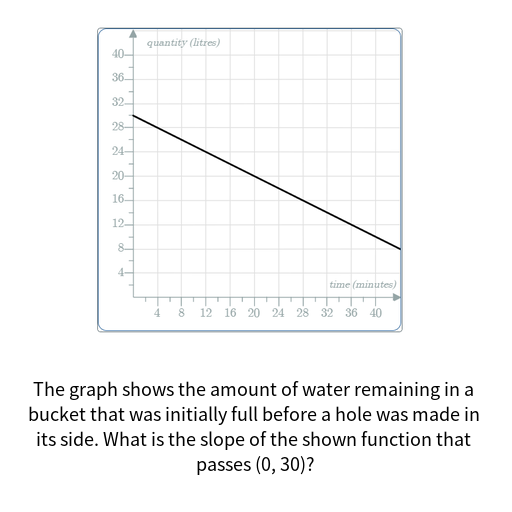 quantity (litres)
40
36
32
28
24
20
16
12
8
4
time (minutes)
4 8 12 16 20 24 28 32 36 40
The graph shows the amount of water remaining in a
bucket that was initially full before a hole was made in
its side. What is the slope of the shown function that
passes (0, 30)?